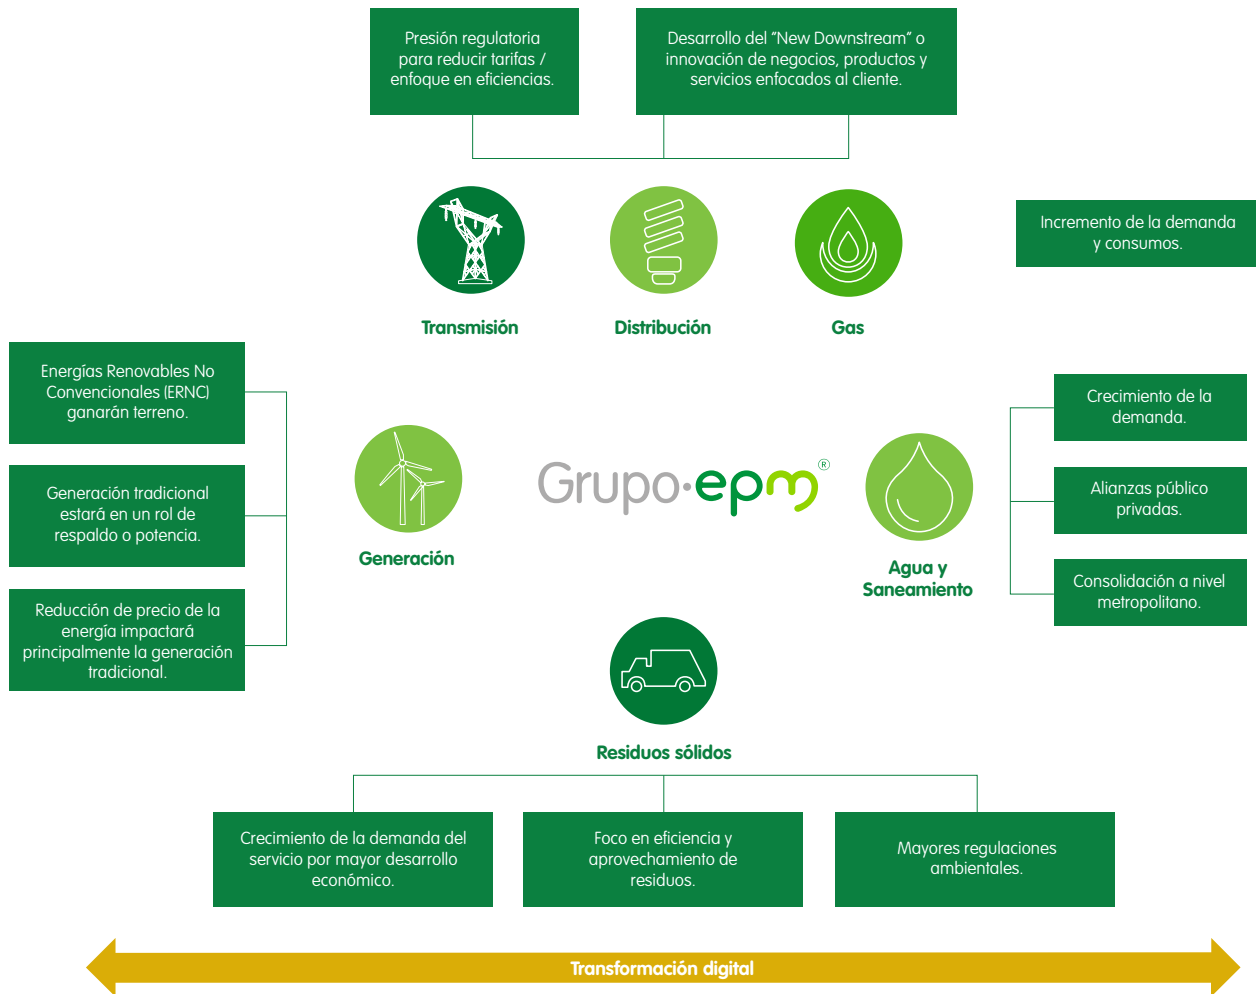 Presión regulatoria
para reducir tarifas /
enfoque en eficiencias.
Desarrollo del “New Downstream” o
innovación de negocios, productos y
servicios enfocados al cliente.
Transmisión
Distribución
Gas
Incremento de la demanda
y consumos.
Energías Renovables No
Convencionales (ERNC)
ganarán terreno.
Generación tradicional
estará en un rol de
respaldo o potencia.
Reducción de precio de la
energía impactará
principalmente la generación
tradicional.
Generación
Grupo·epm®
Agua y
Saneamiento
Crecimiento de la
demanda.
Alianzas público
privadas.
Consolidación a nivel
metropolitano.
Residuos sólidos
Crecimiento de la demanda del
servicio por mayor desarrollo
económico.
Foco en eficiencia y
aprovechamiento de
residuos.
Mayores regulaciones
ambientales.
Transformación digital